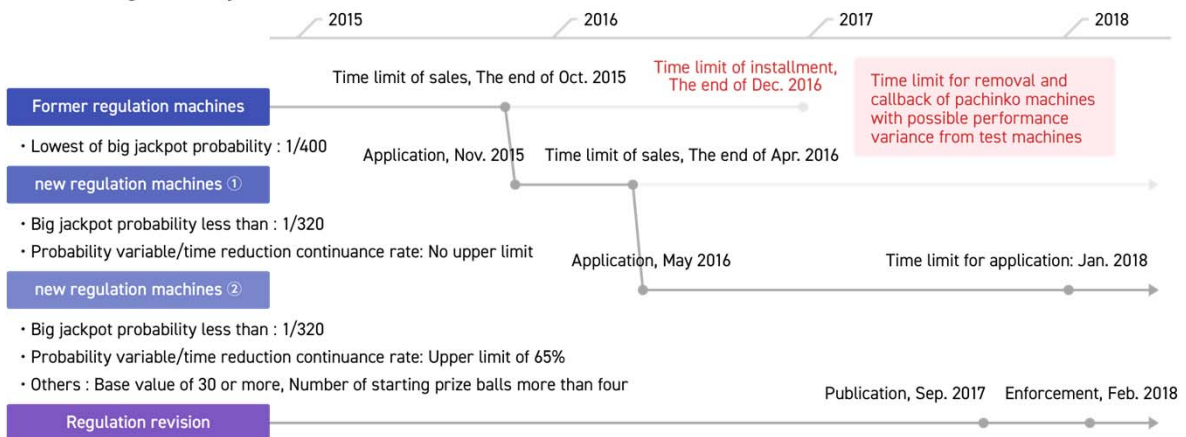 2015
2016
2017
2018
Time limit of sales, The end of Oct. 2015
Time limit of installment,
The end of Dec. 2016
Time limit for removal and
callback of pachinko machines
with possible performance
variance from test machines
Former regulation machines
・Lowest of big jackpot probability : 1/400
Application, Nov. 2015
Time limit of sales, The end of Apr. 2016
new regulation machines ①
・Big jackpot probability less than : 1/320
・Probability variable/time reduction continuance rate: No upper limit
Application, May 2016
Time limit for application: Jan. 2018
new regulation machines ②
・Big jackpot probability less than : 1/320
・Probability variable/time reduction continuance rate: Upper limit of 65%
・Others : Base value of 30 or more, Number of starting prize balls more than four
Publication, Sep. 2017
Enforcement, Feb. 2018
Regulation revision